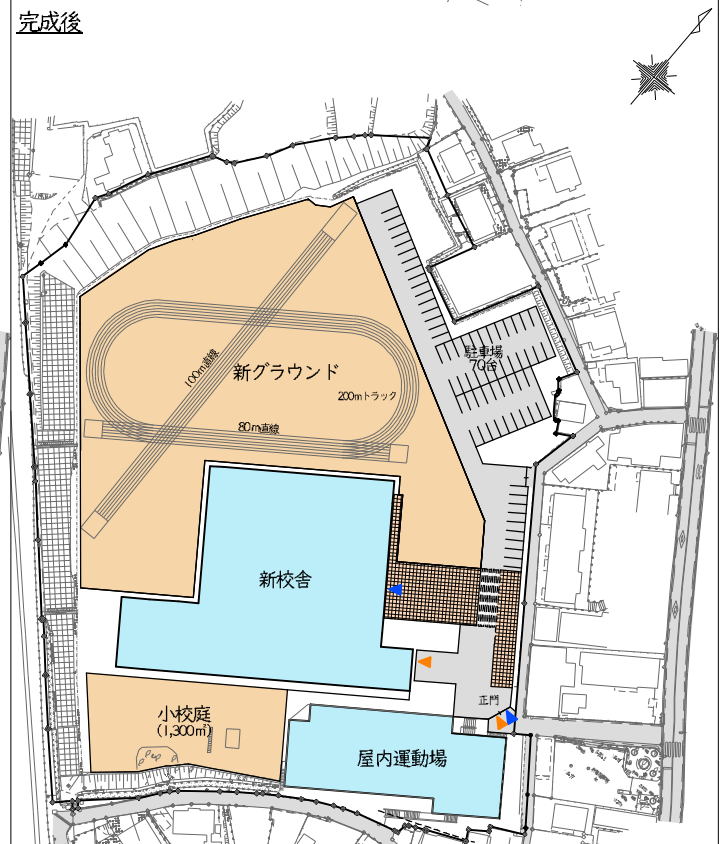 完成後
駐車場
70台
100m直線
新グラウンド
200mトラック
80m直線
新校舎
正門
小校庭
(1,300㎡)
屋内運動場